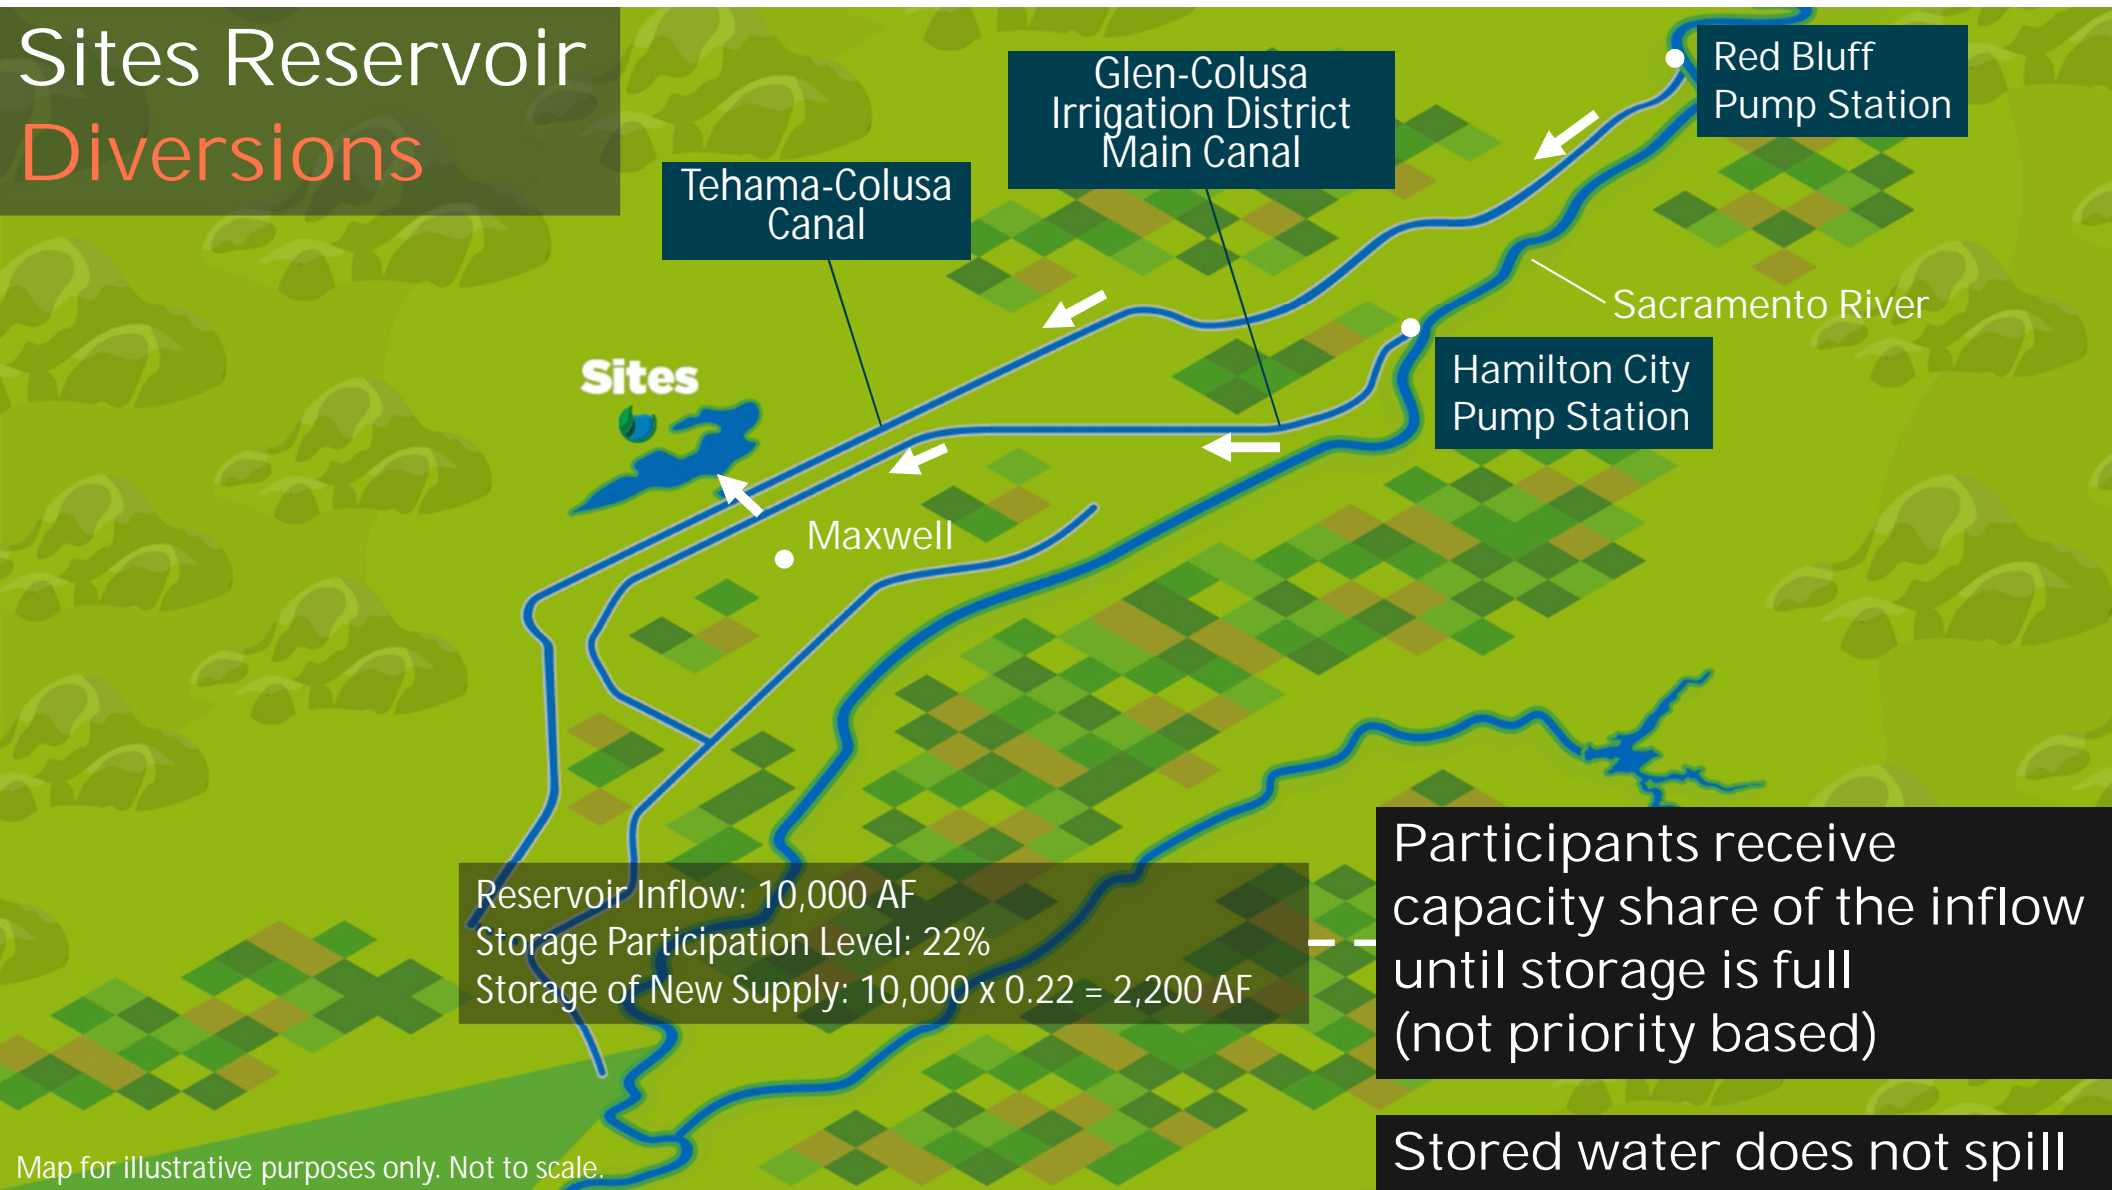 Sites Reservoir
Diversions
Glen-Colusa
Irrigation District
Main Canal
Red Bluff
Pump Station
Tehama-Colusa
Canal
Sacramento River
Hamilton City
Pump Station
Sites
Maxwell
Reservoir Inflow: 10,000 AF
Storage Participation Level: 22%
Storage of New Supply: 10,000 x 0.22 = 2,200 AF
Participants receive
capacity share of the inflow
until storage is full
(not priority based)
Stored water does not spill
Map for illustrative purposes only. Not to scale.